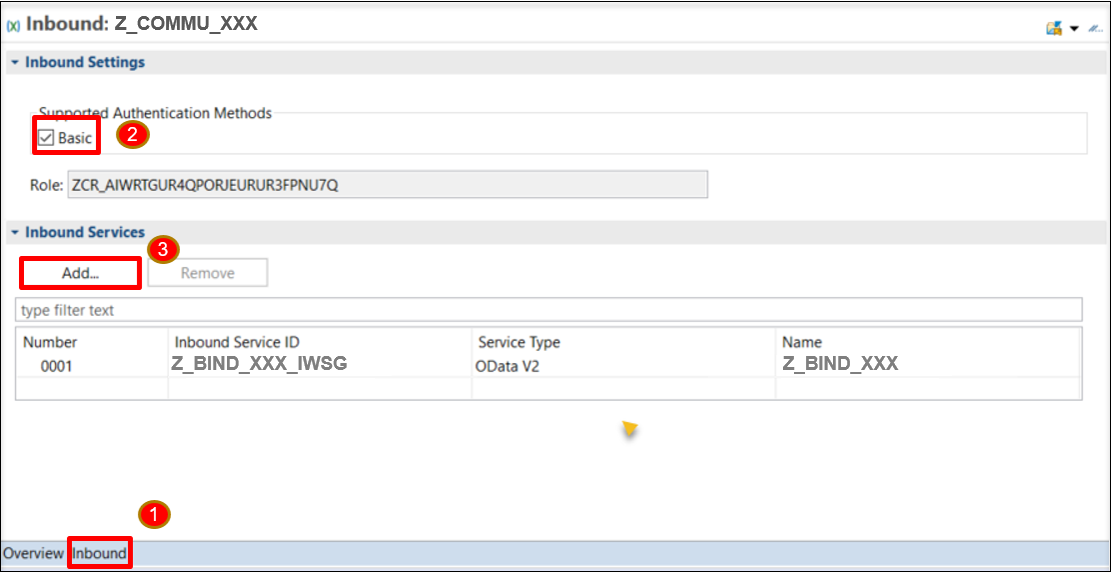 Inbound: Z_COMMU_XXX
Inbound Settings
Supported Authentication Methods
Basic
2
Role: ZCR_AIWRTGUR4QPORJEURUR3FPNU7Q
Inbound Services
3
Add... Remove
type filter text
Number Inbound Service ID Service Type Name
0001 Z_BIND_XXX_IWSG OData V2 Z_BIND_XXX
1
Overview Inbound